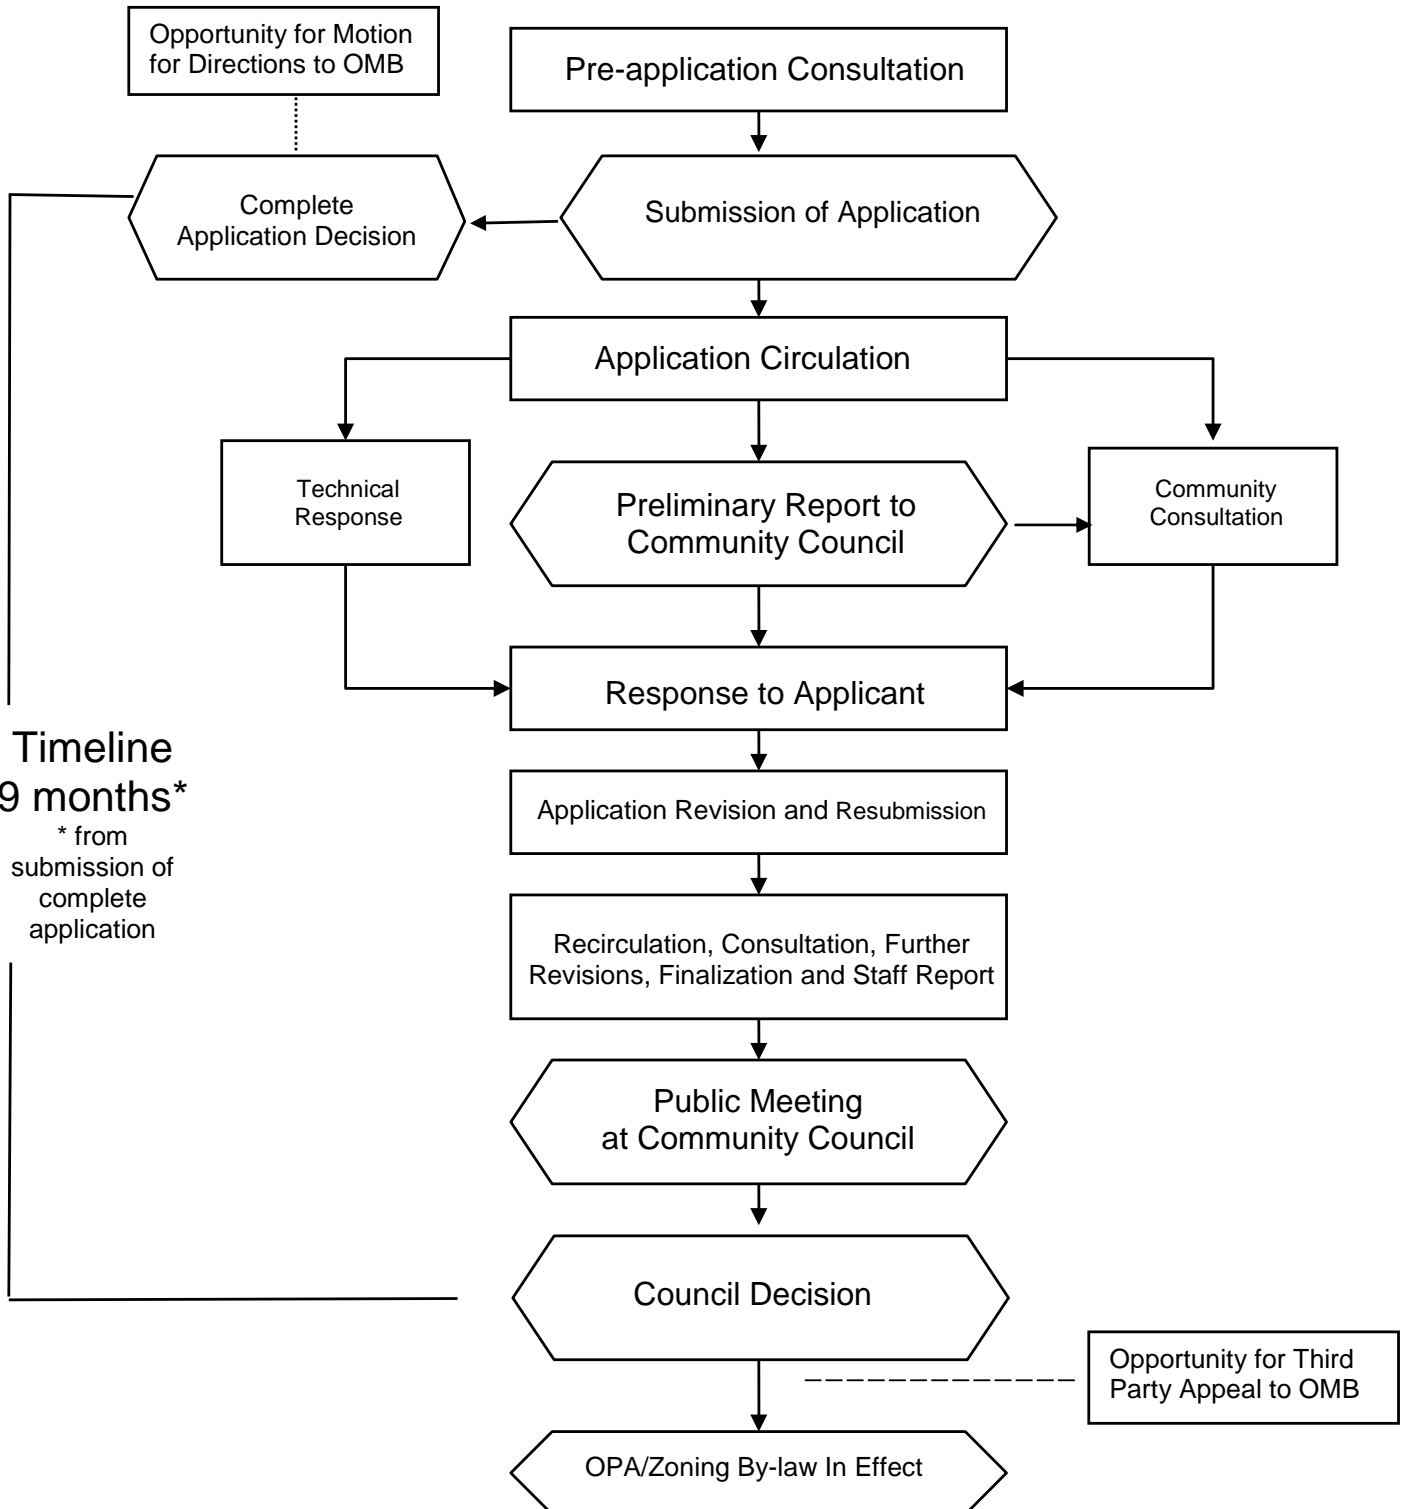 Opportunity for Motion
for Directions to OMB
Pre-application Consultation
Complete
Application Decision
Submission of Application
Application Circulation
Technical
Response
Preliminary Report to
Community Council
Community
Consultation
Response to Applicant
Timeline
9 months*
* from
submission of
complete
application
Application Revision and Resubmission
Recirculation, Consultation, Further
Revisions, Finalization and Staff Report
Public Meeting
at Community Council
Council Decision
Opportunity for Third
Party Appeal to OMB
OPA/Zoning By-law In Effect